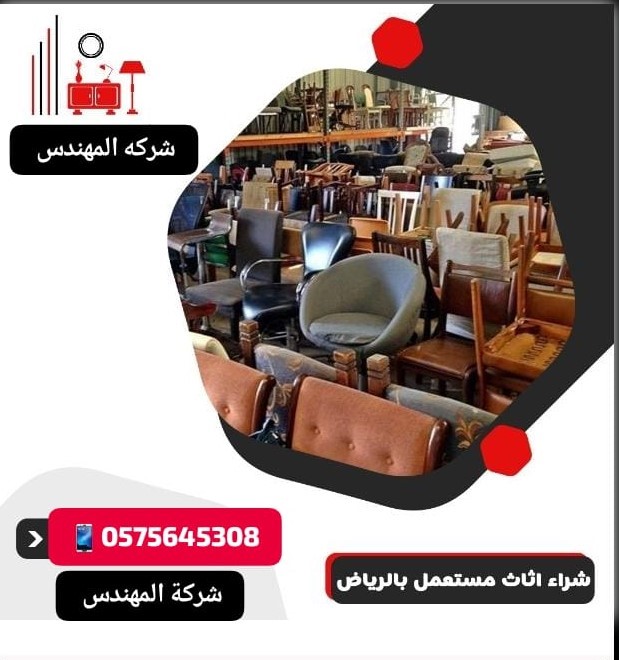 شركه المهندس
0575645308
شركة المهندس
شراء اثاث مستعمل بالرياض